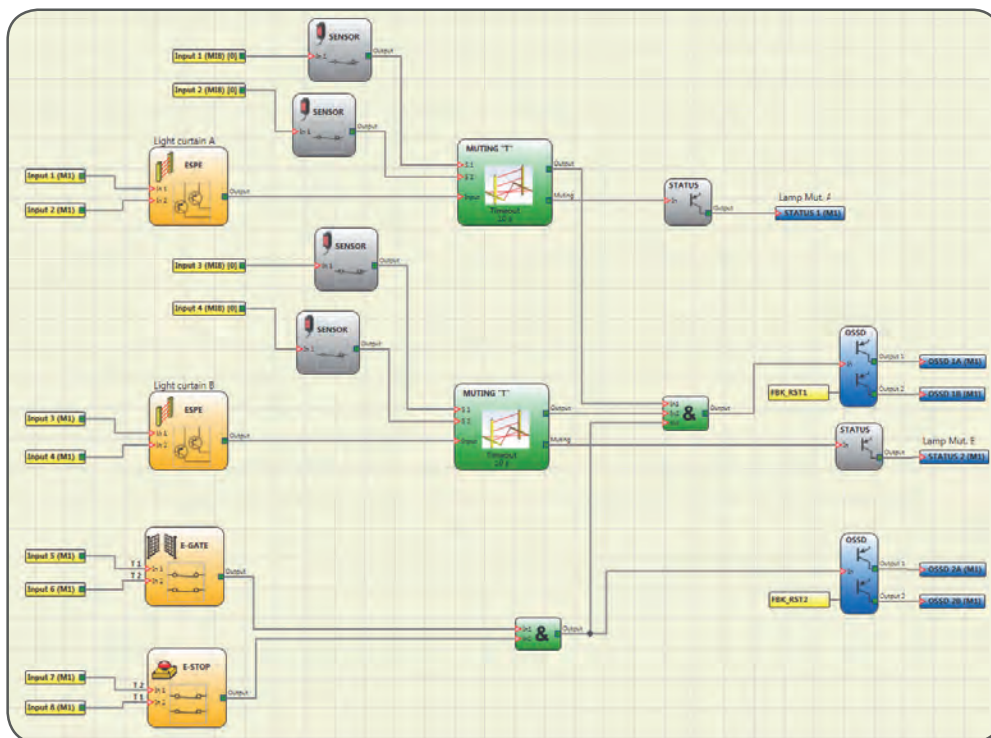 SENSOR
Input 1 (MI8) [0]
In 1
Output
Input 2 (MI8) [0]
SENSOR
In 1
Output
Light curtain A
ESPE
Input 1 (M1)
In 1
Input 2 (M1)
In 2
Output
MUTING "T"
S 1
S 2
Input
Output
Muting
Timeout
10 s
STATUS
In
Output
Lamp Mut. A
STATUS 1 (M1)
SENSOR
Input 3 (MI8) [0]
In 1
Output
Input 4 (MI8) [0]
SENSOR
In 1
Output
Light curtain B
ESPE
Input 3 (M1)
In 1
Input 4 (M1)
In 2
Output
MUTING "T"
S 1
S 2
Input
Output
Muting
Timeout
10 s
In1
In2
&
Output
OSSD
In
Output 1
OSSD 1A (M1)
FBK_RST1
Output 2
OSSD 1B (M1)
STATUS
In
Output
Lamp Mut.
STATUS 2 (M1)
E-GATE
Input 5 (M1)
T 1
In 1
Input 6 (M1)
T 2
In 2
Output
In1
In2
&
Output
OSSD
In
Output 1
OSSD 2A (M1)
FBK_RST2
Output 2
OSSD 2B (M1)
E-STOP
Input 7 (M1)
T 2
In 1
Input 8 (M1)
T 1
In 2
Output